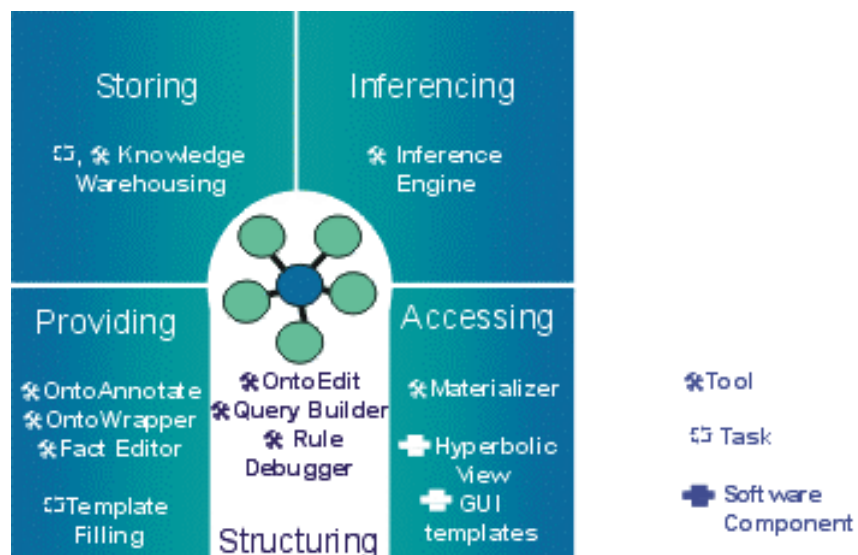 Storing
Inferencing
, Knowledge
Warehousing
Inference
Engine
Providing
Accessing
OntoAnnotate
OntoWrapper
Fact Editor
Template
Filling
OntoEdit
Query Builder
Rule
Debugger
Structuring
Materializer
Hyperbolic
View
GUI
templates
Tool
Task
Software
Component